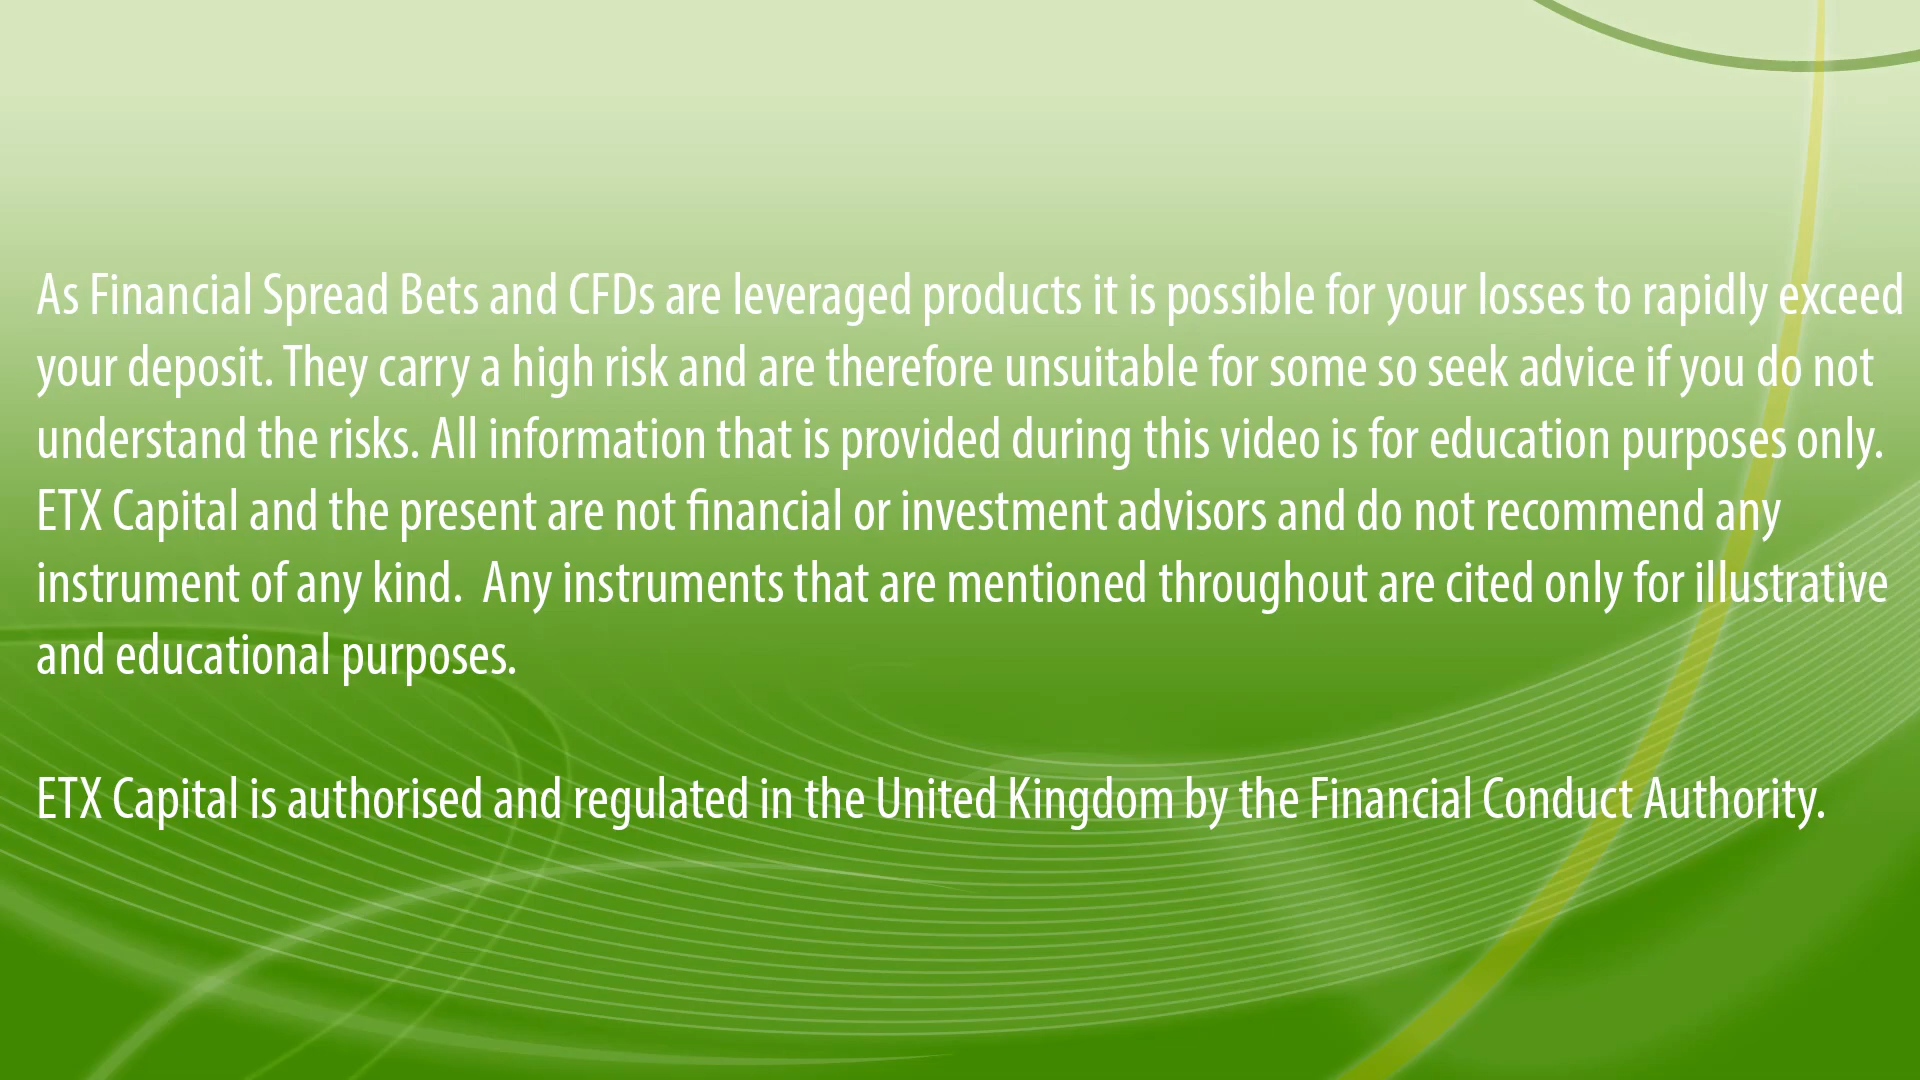 As Financial Spread Bets and CFDs are leveraged products it is possible for your losses to rapidly exceed
your deposit. They carry a high risk and are therefore unsuitable for some so seek advice if you do not
understand the risks. All information that is provided during this video is for education purposes only.
ETX Capital and the present are not financial or investment advisors and do not recommend any
instrument of any kind.  Any instruments that are mentioned throughout are cited only for illustrative
and educational purposes.
ETX Capital is authorised and regulated in the United Kingdom by the Financial Conduct Authority.